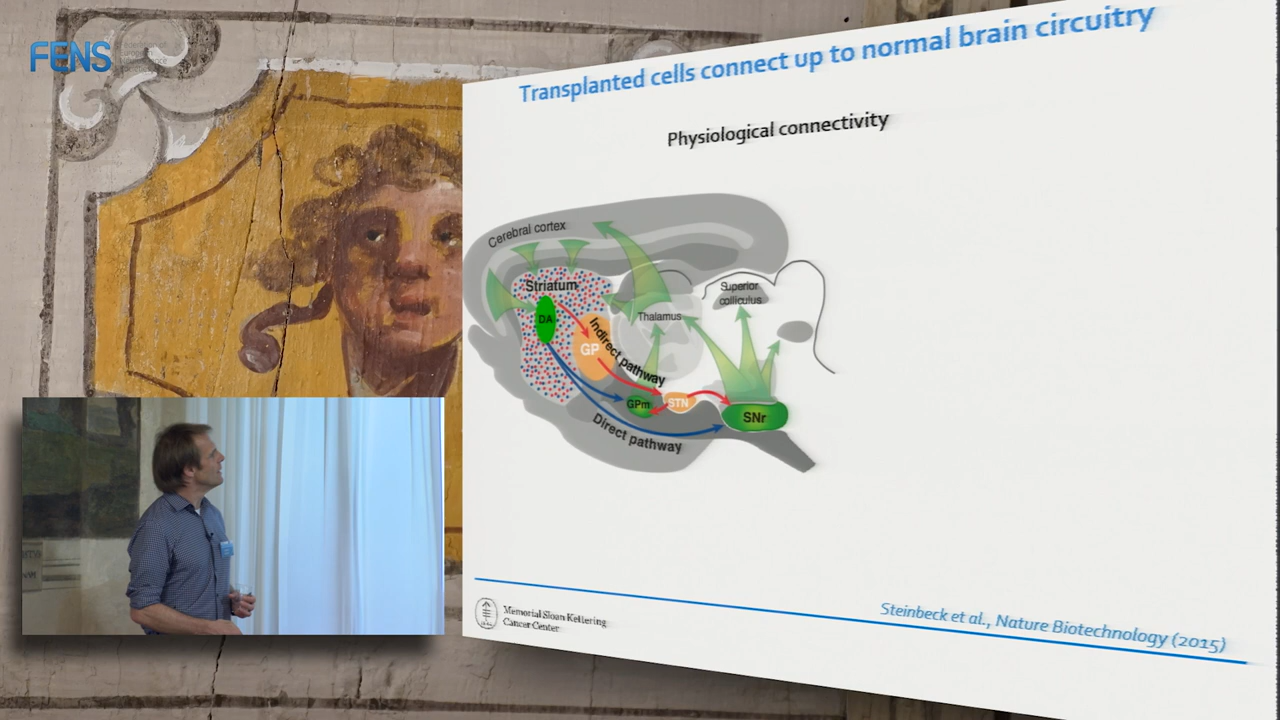 FENS
Transplanted cells connect up to normal brain circuitry
Physiological connectivity
Cerebral cortex
Striatum
DA
GP
Indirect pathway
Thalamus
Superior
colliculus
GPm
STN
SNr
Direct pathway
Memorial Sloan Kettering
Cancer Center
Steinbeck et al., Nature Biotechnology (2015)